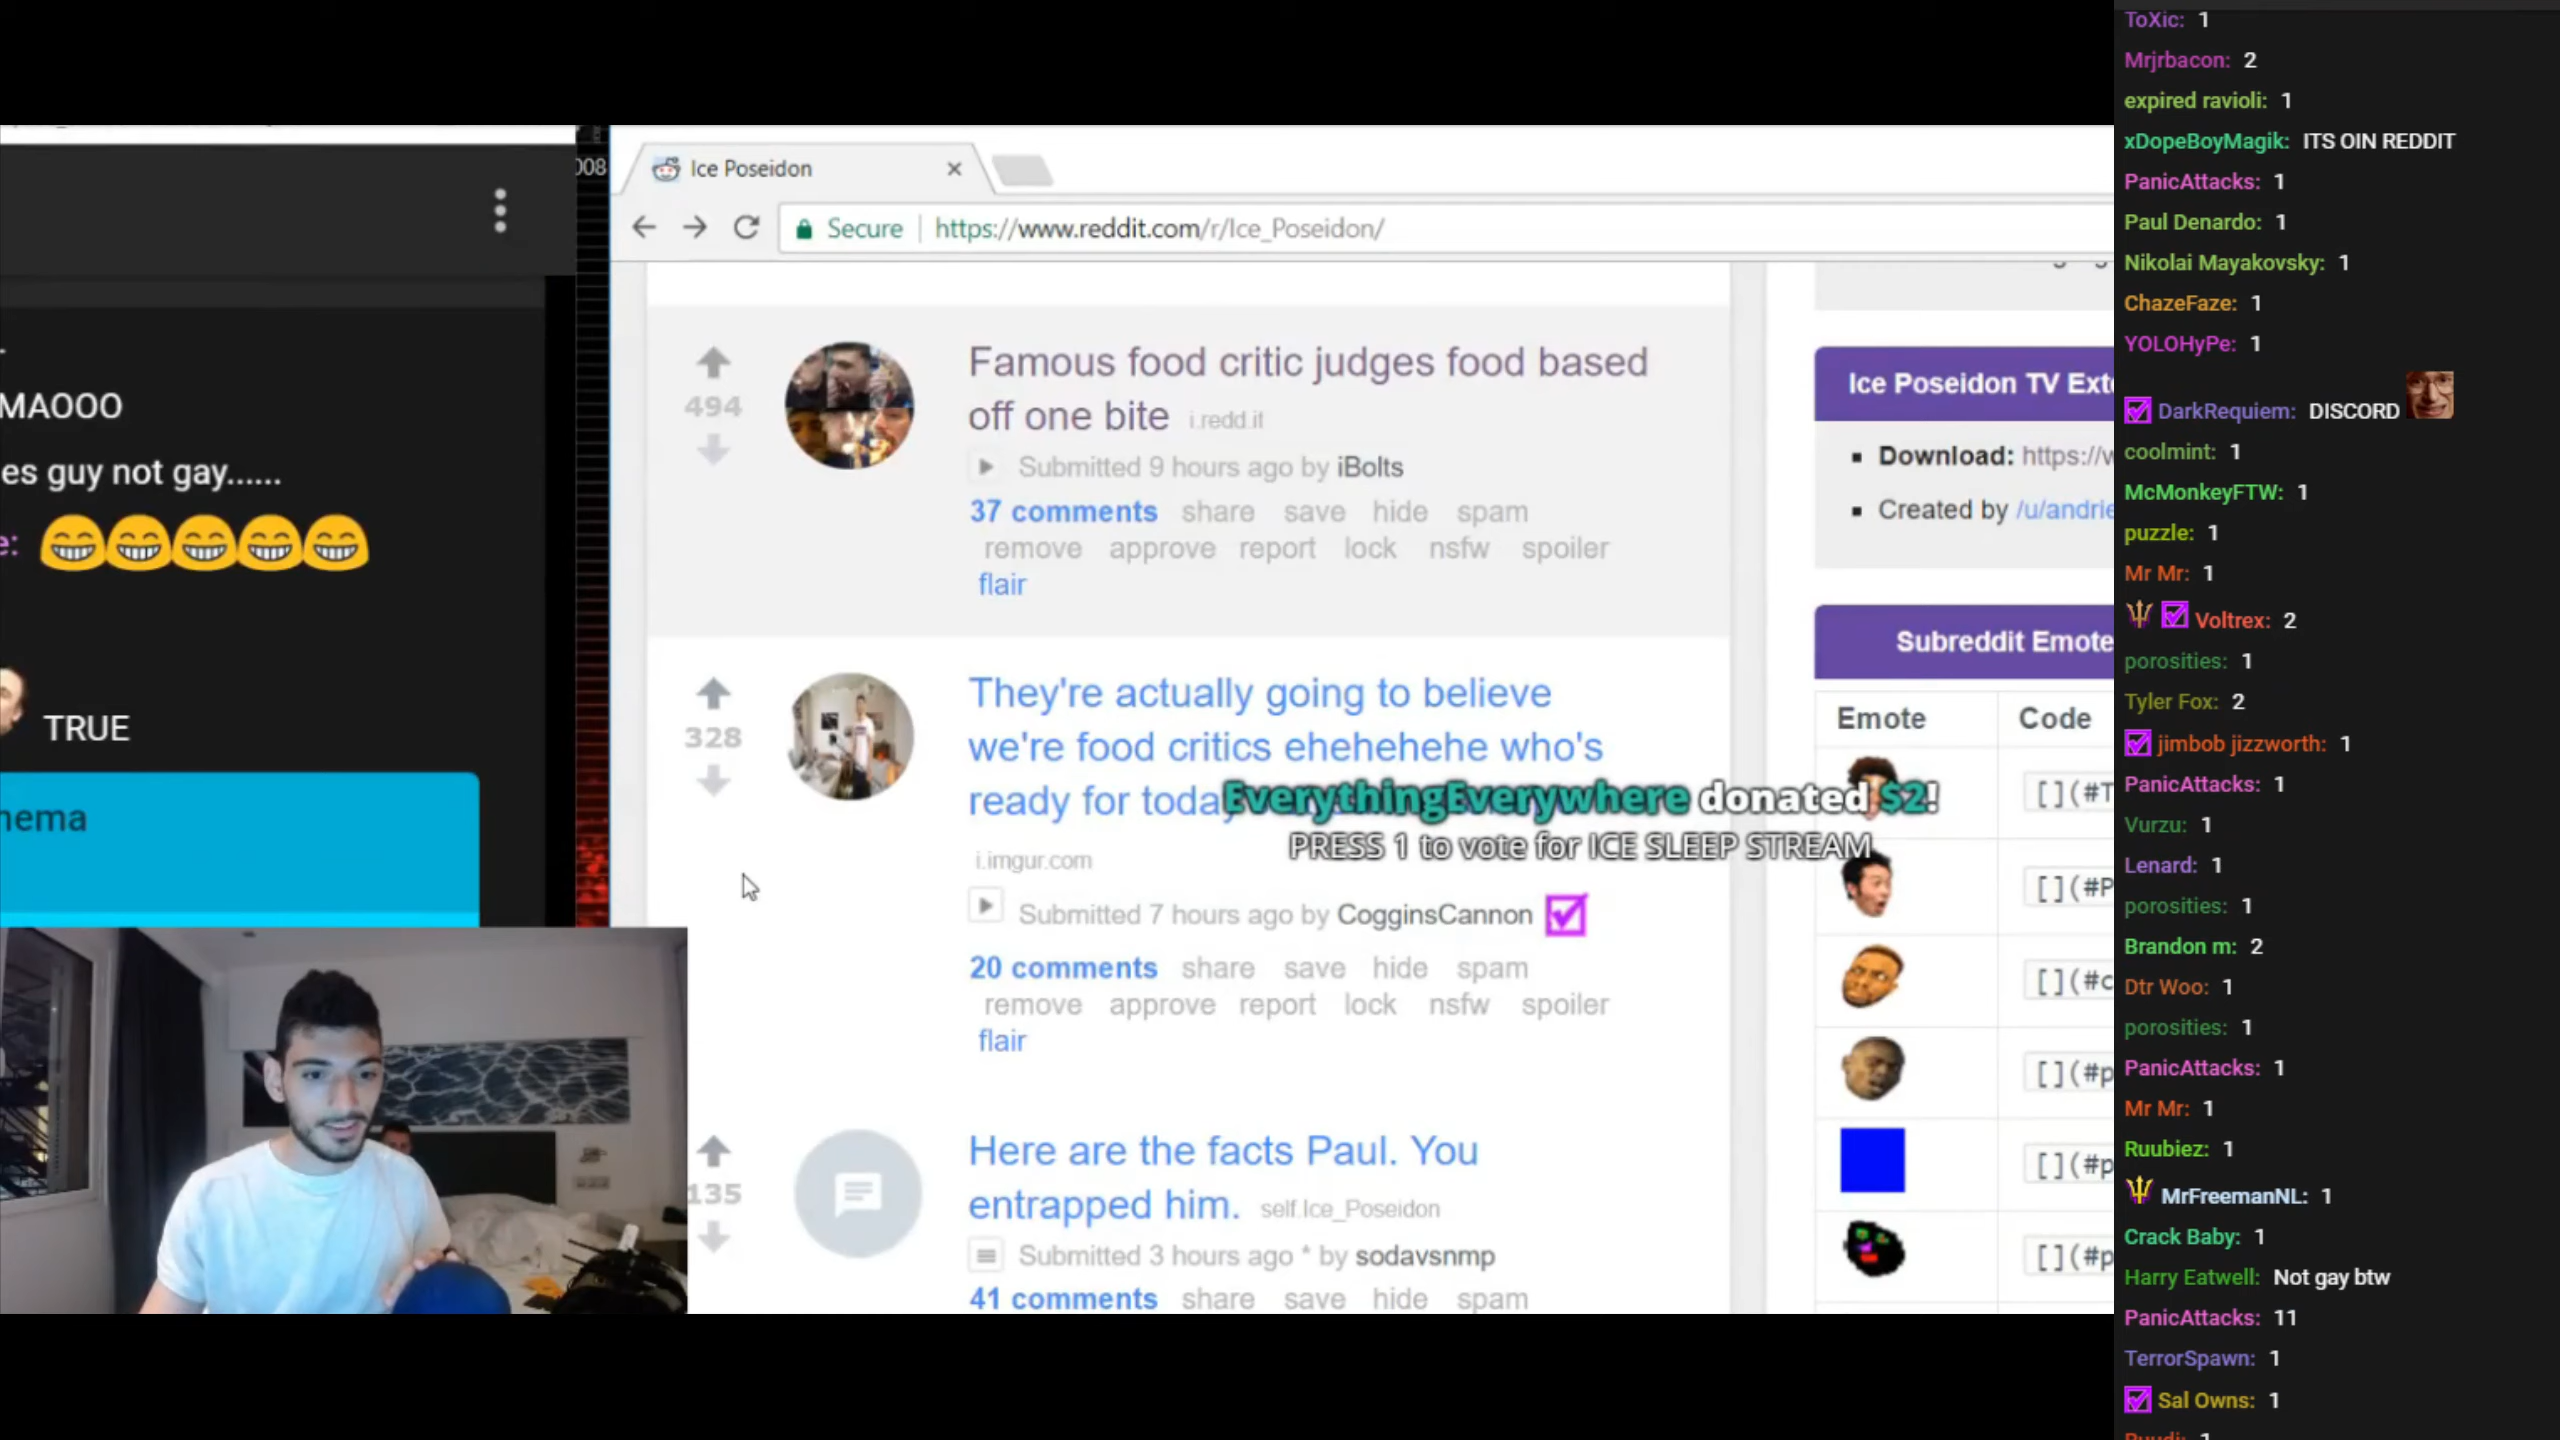 008
MAOOO
es guy not gay......
e: 😁😁😁😁😁
TRUE
nema
Ice Poseidon
Secure https://www.reddit.com/r/Ice_Poseidon/
494
Famous food critic judges food based
off one bite i.redd.it
Submitted 9 hours ago by iBolts
37 comments share save hide spam
remove approve report lock nsfw spoiler
flair
328
They're actually going to believe
we're food critics ehehehehe who's
ready for toda
i.imgur.com
Submitted 7 hours ago by CogginsCannon
20 comments share save hide spam
remove approve report lock nsfw spoiler
flair
135
Here are the facts Paul. You
entrapped him. self.Ice_Poseidon
Submitted 3 hours ago * by sodavsnmp
41 comments share save hide spam
EverythingEverywhere donated $2!
PRESS 1 to vote for ICE SLEEP STREAM
Ice Poseidon TV Exte
Download: https://w
Created by /u/andrie
Subreddit Emote
Emote Code
[](#T
[](#P
[](#c
[](#p
[](#p
[](#p
ToXic: 1
Mrjrbacon: 2
expired ravioli: 1
xDopeBoyMagik: ITS OIN REDDIT
PanicAttacks: 1
Paul Denardo: 1
Nikolai Mayakovsky: 1
ChazeFaze: 1
YOLOHyPe: 1
DarkRequiem: DISCORD
coolmint: 1
McMonkeyFTW: 1
puzzle: 1
Mr Mr: 1
Voltrex: 2
porosities: 1
Tyler Fox: 2
jimbob jizzworth: 1
PanicAttacks: 1
Vurzu: 1
Lenard: 1
porosities: 1
Brandon m: 2
Dtr Woo: 1
porosities: 1
PanicAttacks: 1
Mr Mr: 1
Ruubiez: 1
MrFreemanNL: 1
Crack Baby: 1
Harry Eatwell: Not gay btw
PanicAttacks: 11
TerrorSpawn: 1
Sal Owns: 1